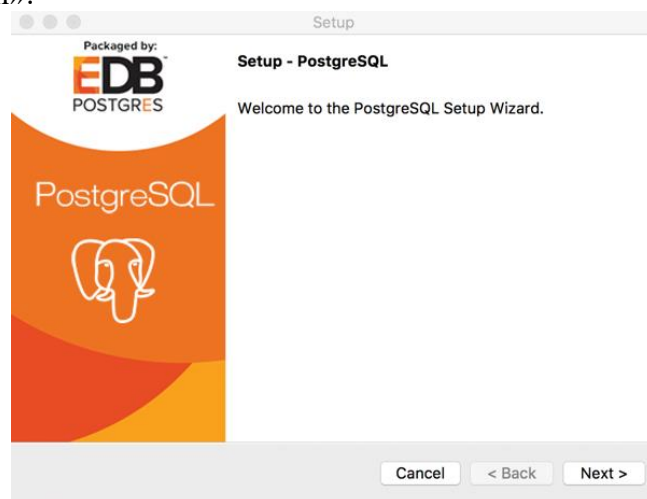 Setup
Packaged by:
EDB
POSTGRES
Setup - PostgreSQL
Welcome to the PostgreSQL Setup Wizard.
PostgreSQL
Cancel
< Back
Next >